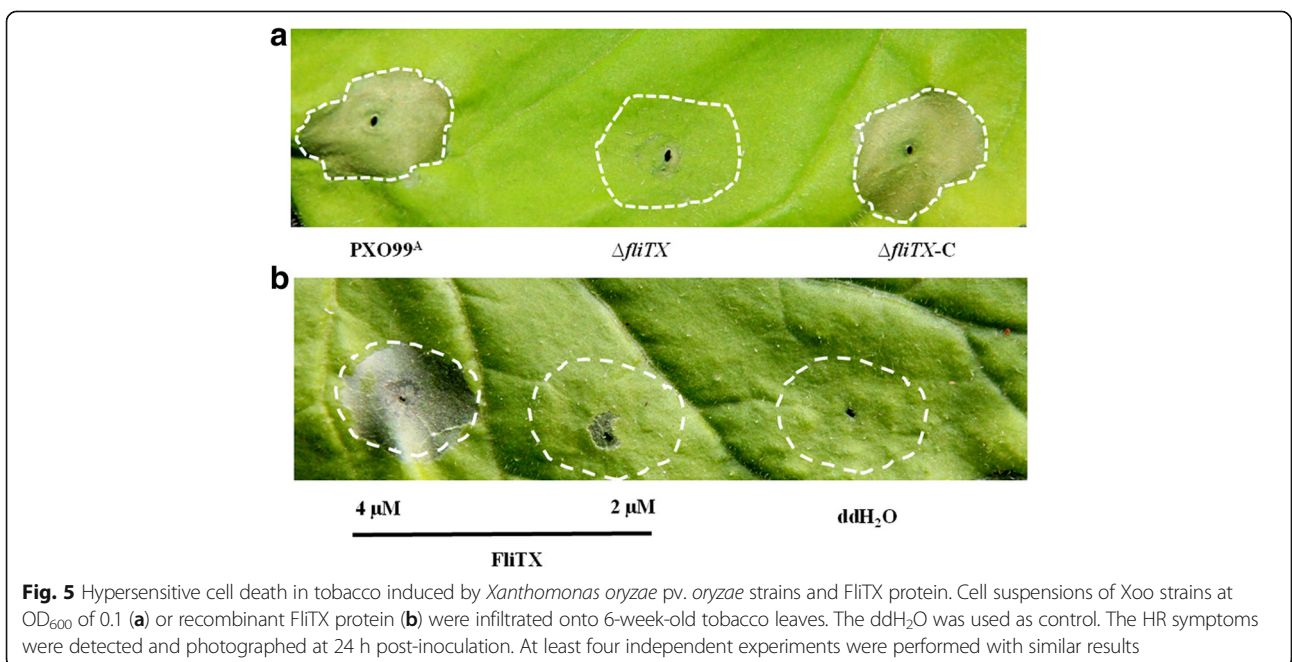 a
PXO99ᴬ ΔfliTX ΔfliTX-C
b
4 μM 2 μM ddH₂O
FliTX
Fig. 5 Hypersensitive cell death in tobacco induced by Xanthomonas oryzae pv. oryzae strains and FliTX protein. Cell suspensions of Xoo strains at
OD₆₀₀ of 0.1 (a) or recombinant FliTX protein (b) were infiltrated onto 6-week-old tobacco leaves. The ddH₂O was used as control. The HR symptoms
were detected and photographed at 24 h post-inoculation. At least four independent experiments were performed with similar results